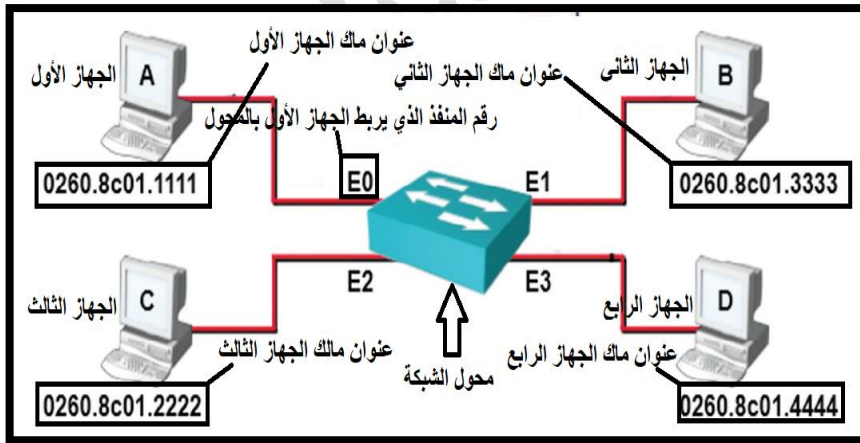 عنوان ماك الجهاز الأول
الجهاز الأول
A
عنوان ماك الجهاز الثاني
الجهاز الثاني
B
رقم المنفذ الذي يربط الجهاز الأول بالمحول
0260.8c01.1111
E0
E1
0260.8c01.3333
E2
E3
الجهاز الثالث
C
الجهاز الرابع
D
عنوان مالك الجهاز الثالث
محول الشبكة
عنوان ماك الجهاز الرابع
0260.8c01.2222
0260.8c01.4444